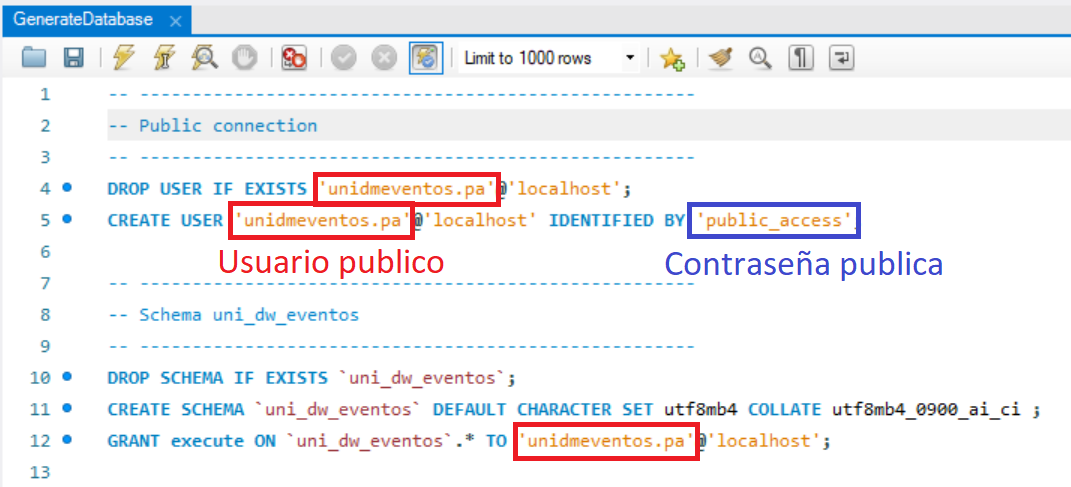 GenerateDatabase
Limit to 1000 rows
1 -- -----------------------------------------------------
2 -- Public connection
3 -- -----------------------------------------------------
4 DROP USER IF EXISTS 'unidmeventos.pa'@'localhost';
5 CREATE USER 'unidmeventos.pa'@'localhost' IDENTIFIED BY 'public_access';
6
Usuario publico Contraseña publica
7 -- -----------------------------------------------------
8 -- Schema uni_dw_eventos
9 -- -----------------------------------------------------
10 DROP SCHEMA IF EXISTS `uni_dw_eventos`;
11 CREATE SCHEMA `uni_dw_eventos` DEFAULT CHARACTER SET utf8mb4 COLLATE utf8mb4_0900_ai_ci ;
12 GRANT execute ON `uni_dw_eventos`.* TO 'unidmeventos.pa'@'localhost';
13